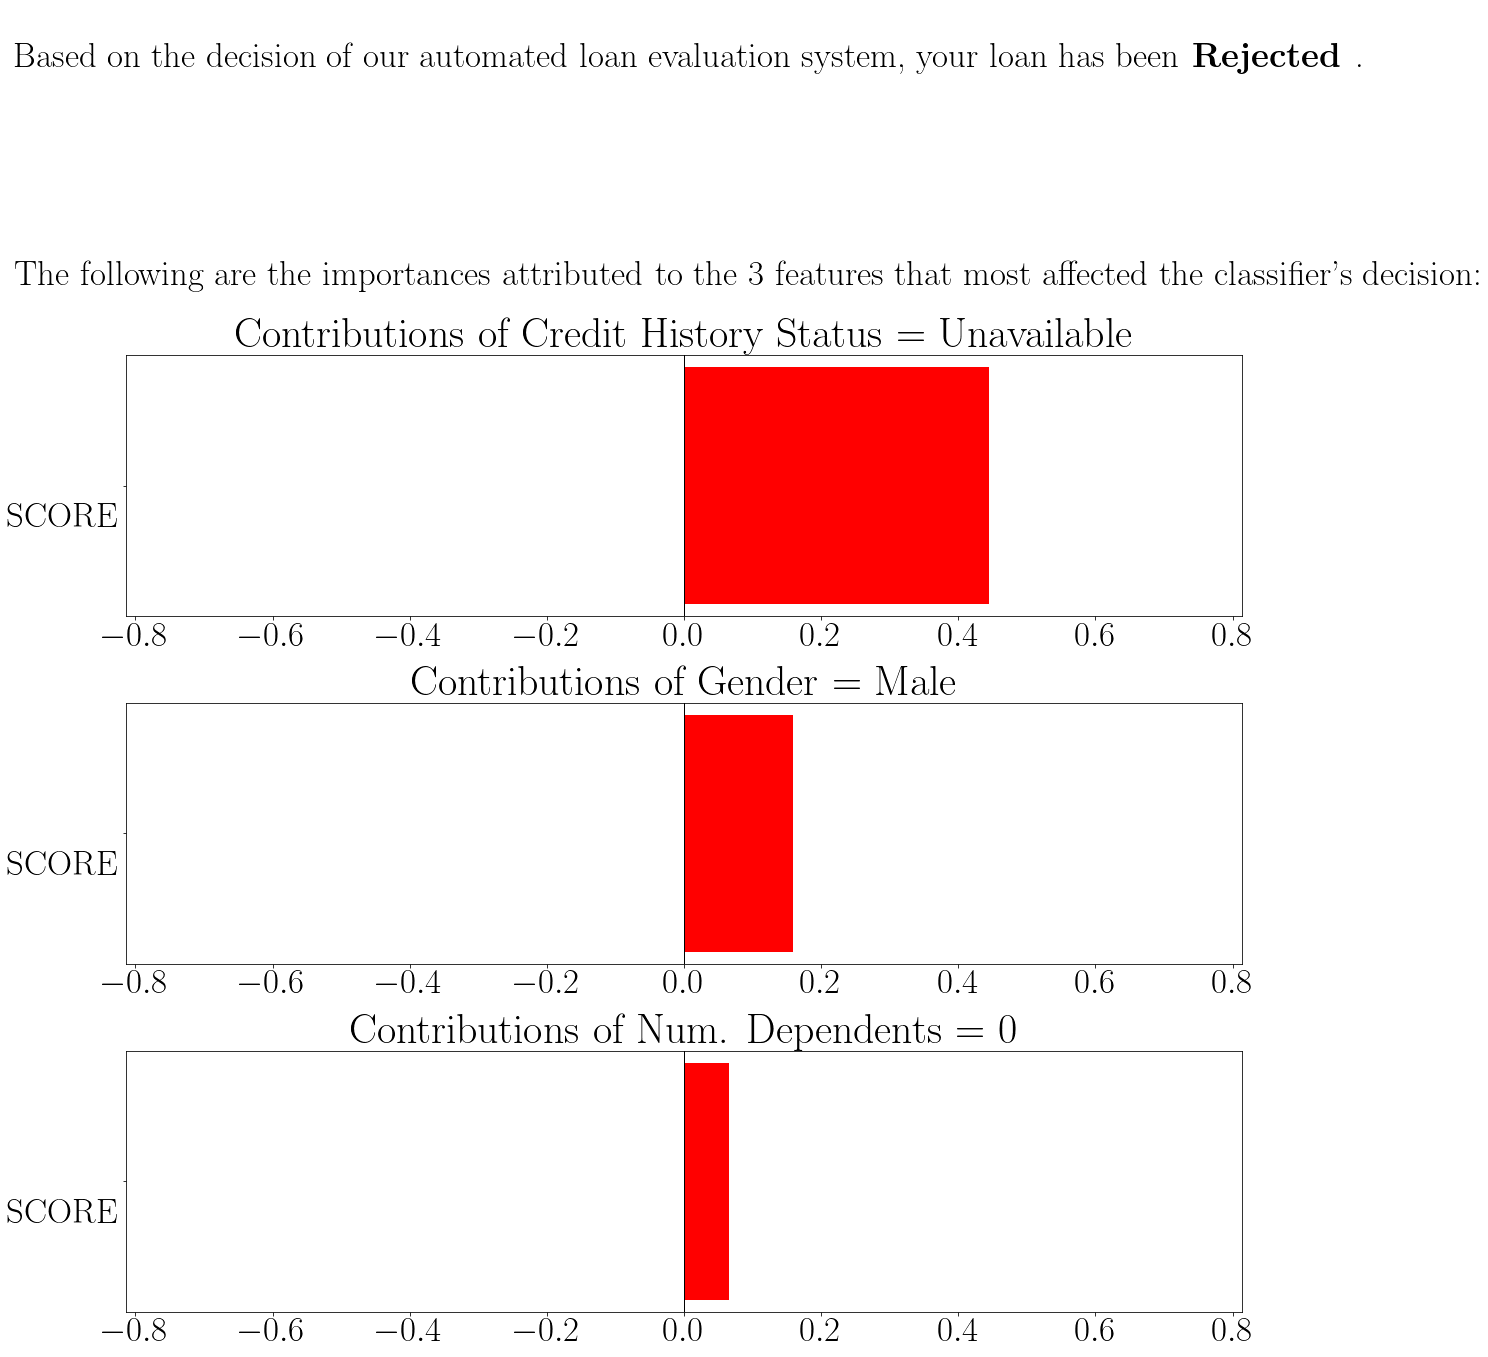 Based on the decision of our automated loan evaluation system, your loan has been Rejected .
The following are the importances attributed to the 3 features that most affected the classifier's decision:
Contributions of Credit History Status = Unavailable
SCORE
−0.8 −0.6 −0.4 −0.2 0.0 0.2 0.4 0.6 0.8
Contributions of Gender = Male
SCORE
−0.8 −0.6 −0.4 −0.2 0.0 0.2 0.4 0.6 0.8
Contributions of Num. Dependents = 0
SCORE
−0.8 −0.6 −0.4 −0.2 0.0 0.2 0.4 0.6 0.8